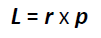 L = r x p